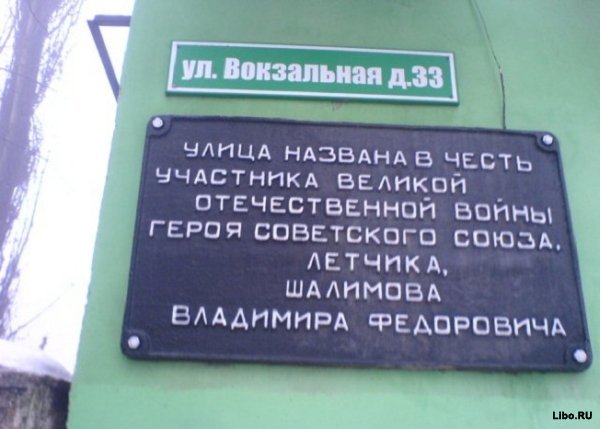 ул. Вокзальная д.33
УЛИЦА НАЗВАНА В ЧЕСТЬ
УЧАСТНИКА ВЕЛИКОЙ
ОТЕЧЕСТВЕННОЙ ВОЙНЫ
ГЕРОЯ СОВЕТСКОГО СОЮЗА,
ЛЕТЧИКА,
ШАЛИМОВА
ВЛАДИМИРА ФЕДОРОВИЧА
Libo.RU